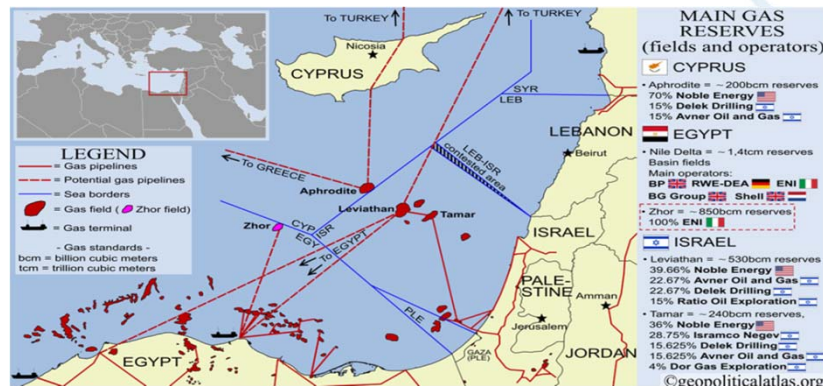 To TURKEY
To TURKEY
Nicosia
CYPRUS
SYR
LEB
LEBANON
Beirut
LEB-ISR
contested area
To GREECE
Aphrodite
Leviathan
Tamar
Zhor
CYP
ISR
EGY
To EGYPT
ISRAEL
PALE-
STINE
Amman
Jerusalem
PLE
GAZA
(PLE)
EGYPT
JORDAN
LEGEND
= Gas pipelines
= Potential gas pipelines
= Sea borders
= Gas field ( Zhor field)
= Gas terminal
- Gas standards -
bcm = billion cubic meters
tcm = trillion cubic meters
MAIN GAS
RESERVES
(fields and operators)
CYPRUS
• Aphrodite = ~200bcm reserves
70% Noble Energy
15% Delek Drilling
15% Avner Oil and Gas
EGYPT
• Nile Delta = ~1,4tcm reserves
Basin fields
Main operators:
BP RWE-DEA ENI
BG Group Shell
• Zhor = ~850bcm reserves
100% ENI
ISRAEL
• Leviathan = ~530bcm reserves
39.66% Noble Energy
22.67% Avner Oil and Gas
22.67% Delek Drilling
15% Ratio Oil Exploration
• Tamar = ~240bcm reserves,
36% Noble Energy
28.75% Isramco Negev
15.625% Delek Drilling
15.625% Avner Oil and Gas
4% Dor Gas Exploration
©geopoliticalatlas.org